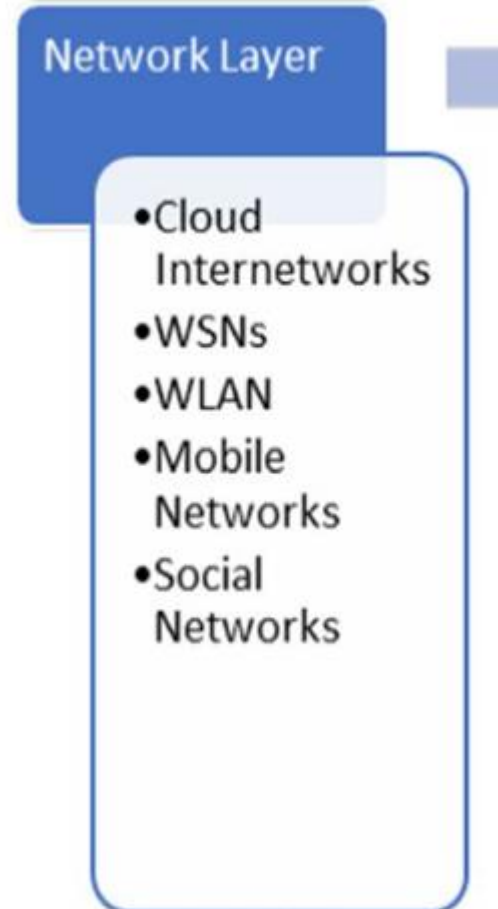 Network Layer
•Cloud
Internetworks
•WSNs
•WLAN
•Mobile
Networks
•Social
Networks